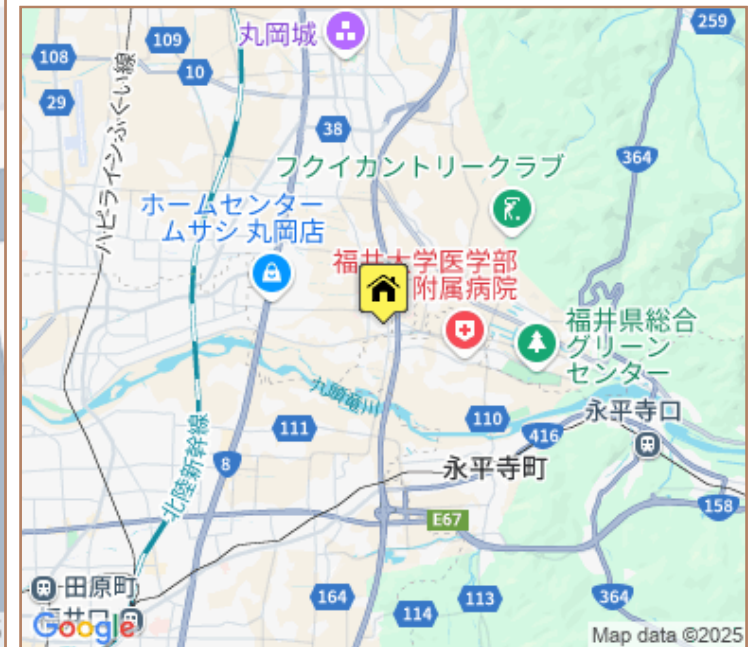 259
丸岡城
109
108
10
29
38
364
ハピラインふくい線
フクイカントリークラブ
ホームセンター
ムサシ 丸岡店
福井大学医学部
附属病院
福井県総合
グリーン
センター
九頭竜川
110
永平寺口
111
416
8
永平寺町
北陸新幹線
158
E67
田原町
164
113
364
114
福井口
Google
Map data ©2025